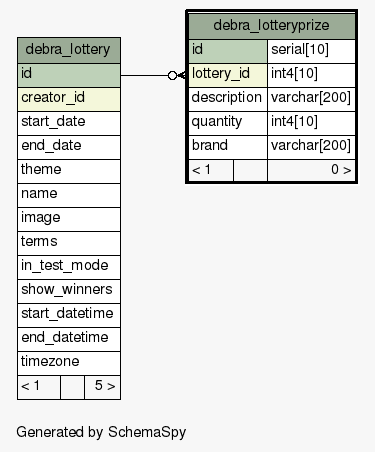 debra_lottery
id
creator_id
start_date
end_date
theme
name
image
terms
in_test_mode
show_winners
start_datetime
end_datetime
timezone
< 1 5 >
debra_lotteryprize
id serial[10]
lottery_id int4[10]
description varchar[200]
quantity int4[10]
brand varchar[200]
< 1 0 >
Generated by SchemaSpy